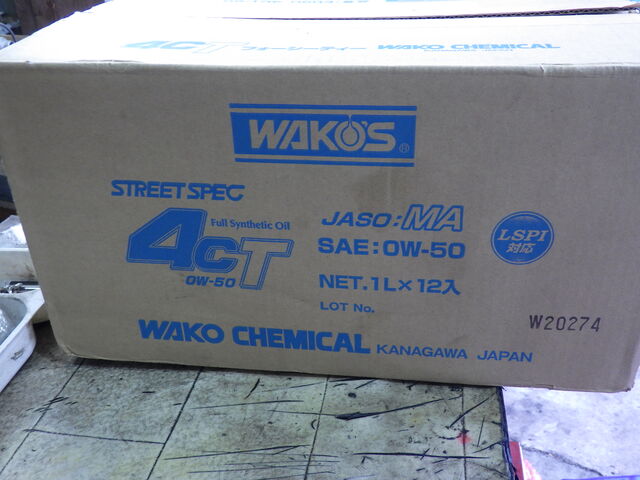 4CT フォーシーティー WAKO CHEMICAL
WAKO'S ®
STREET SPEC
Full Synthetic Oil
4CT
0W-50
JASO:MA
SAE:0W-50
NET.1L×12入
LOT No.
LSPI
対応
W20274
WAKO CHEMICAL KANAGAWA JAPAN